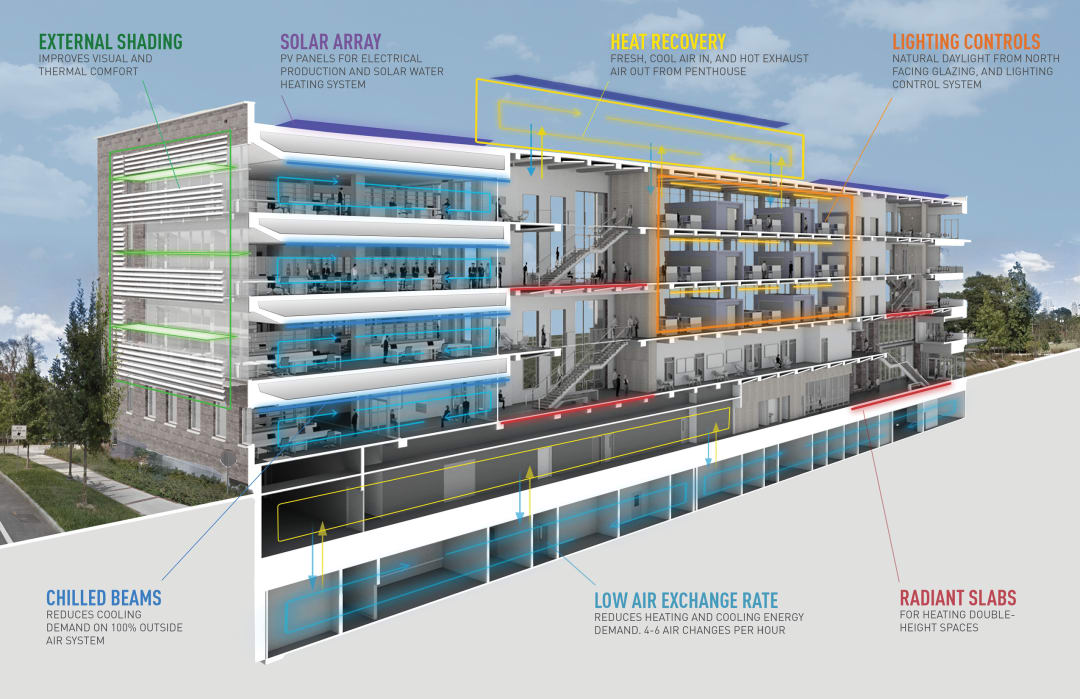 EXTERNAL SHADING
IMPROVES VISUAL AND
THERMAL COMFORT
SOLAR ARRAY
PV PANELS FOR ELECTRICAL
PRODUCTION AND SOLAR WATER
HEATING SYSTEM
HEAT RECOVERY
FRESH, COOL AIR IN, AND HOT EXHAUST
AIR OUT FROM PENTHOUSE
LIGHTING CONTROLS
NATURAL DAYLIGHT FROM NORTH
FACING GLAZING, AND LIGHTING
CONTROL SYSTEM
CHILLED BEAMS
REDUCES COOLING
DEMAND ON 100% OUTSIDE
AIR SYSTEM
LOW AIR EXCHANGE RATE
REDUCES HEATING AND COOLING ENERGY
DEMAND. 4-6 AIR CHANGES PER HOUR
RADIANT SLABS
FOR HEATING DOUBLE-
HEIGHT SPACES